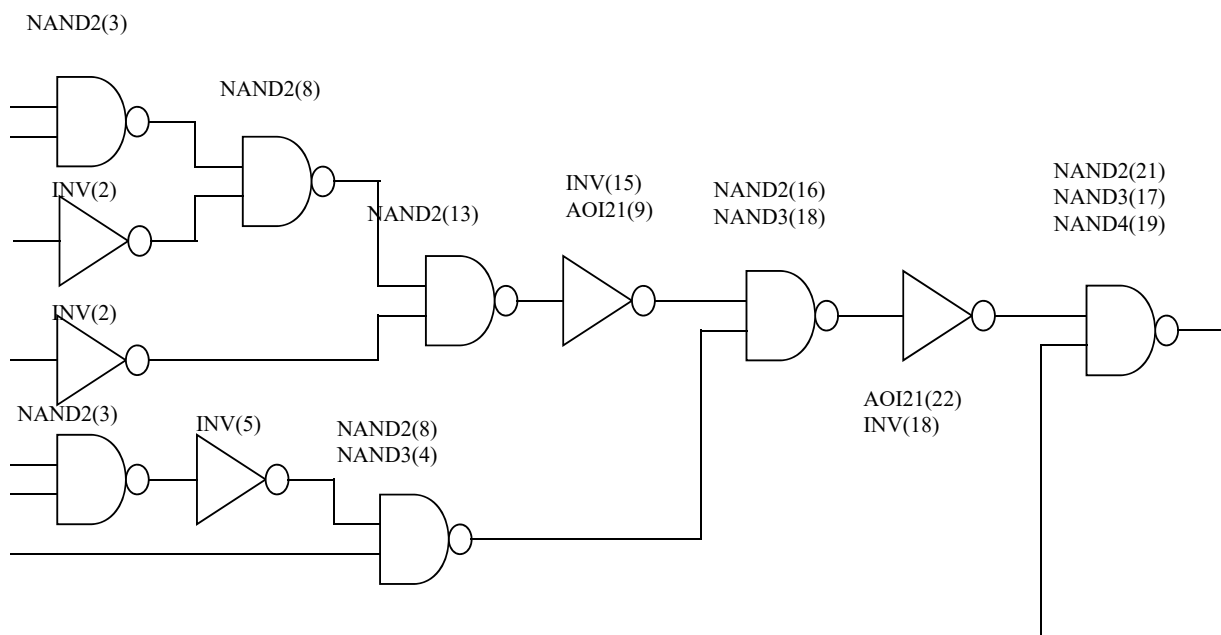 NAND2(3)
NAND2(8)
INV(2)
NAND2(13)
INV(15)
AOI21(9)
NAND2(16)
NAND3(18)
NAND2(21)
NAND3(17)
NAND4(19)
INV(2)
NAND2(3)
INV(5)
NAND2(8)
NAND3(4)
AOI21(22)
INV(18)